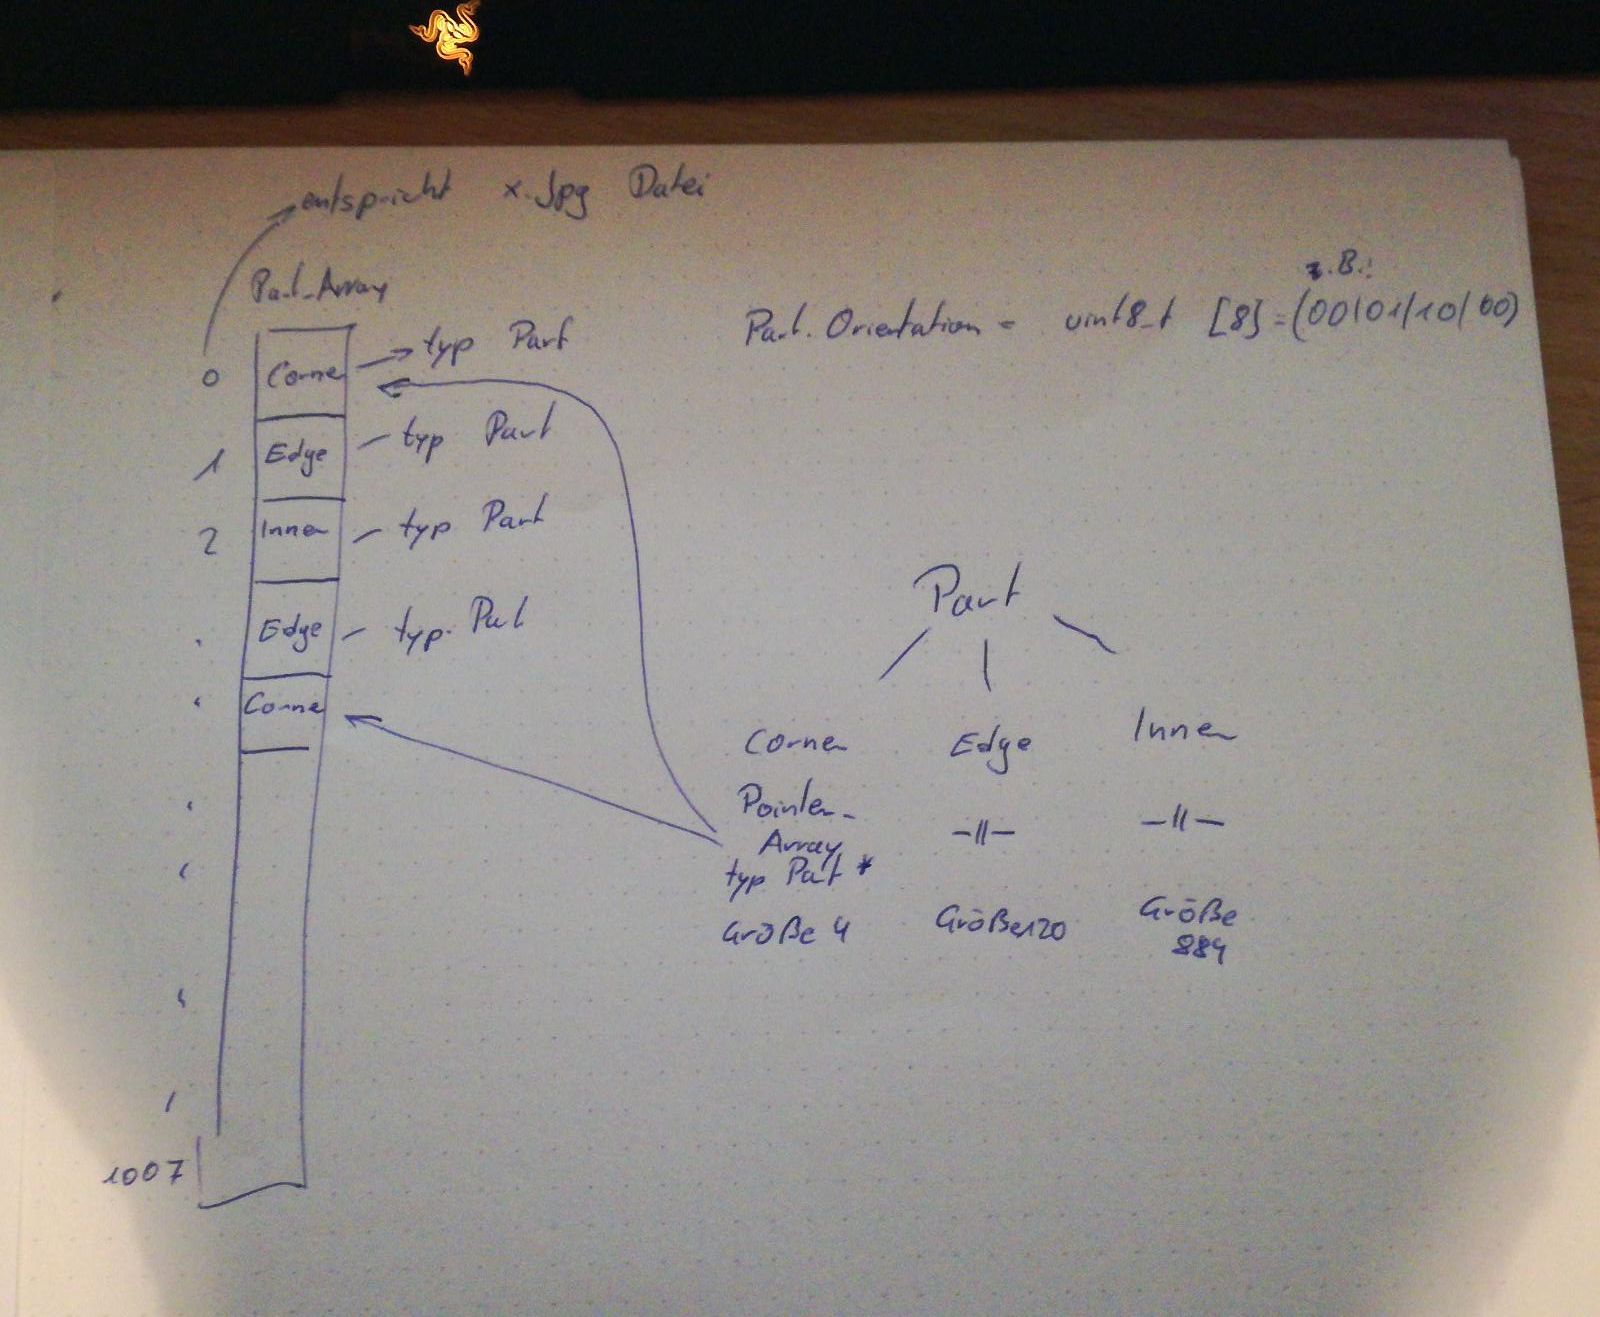 entspricht x.Jpg Datei
z.B.:
Part_Array
Part.Orientation = uint8_t [8]=(00|01|10|00)
0 Corner typ Part
1 Edge typ Part
2 Inner typ Part
Edge typ. Part
Corner
1007
Part
Corner Edge Inner
Pointer-
Array -||- -||-
typ Part *
Größe 4 Größe 120 Größe
884